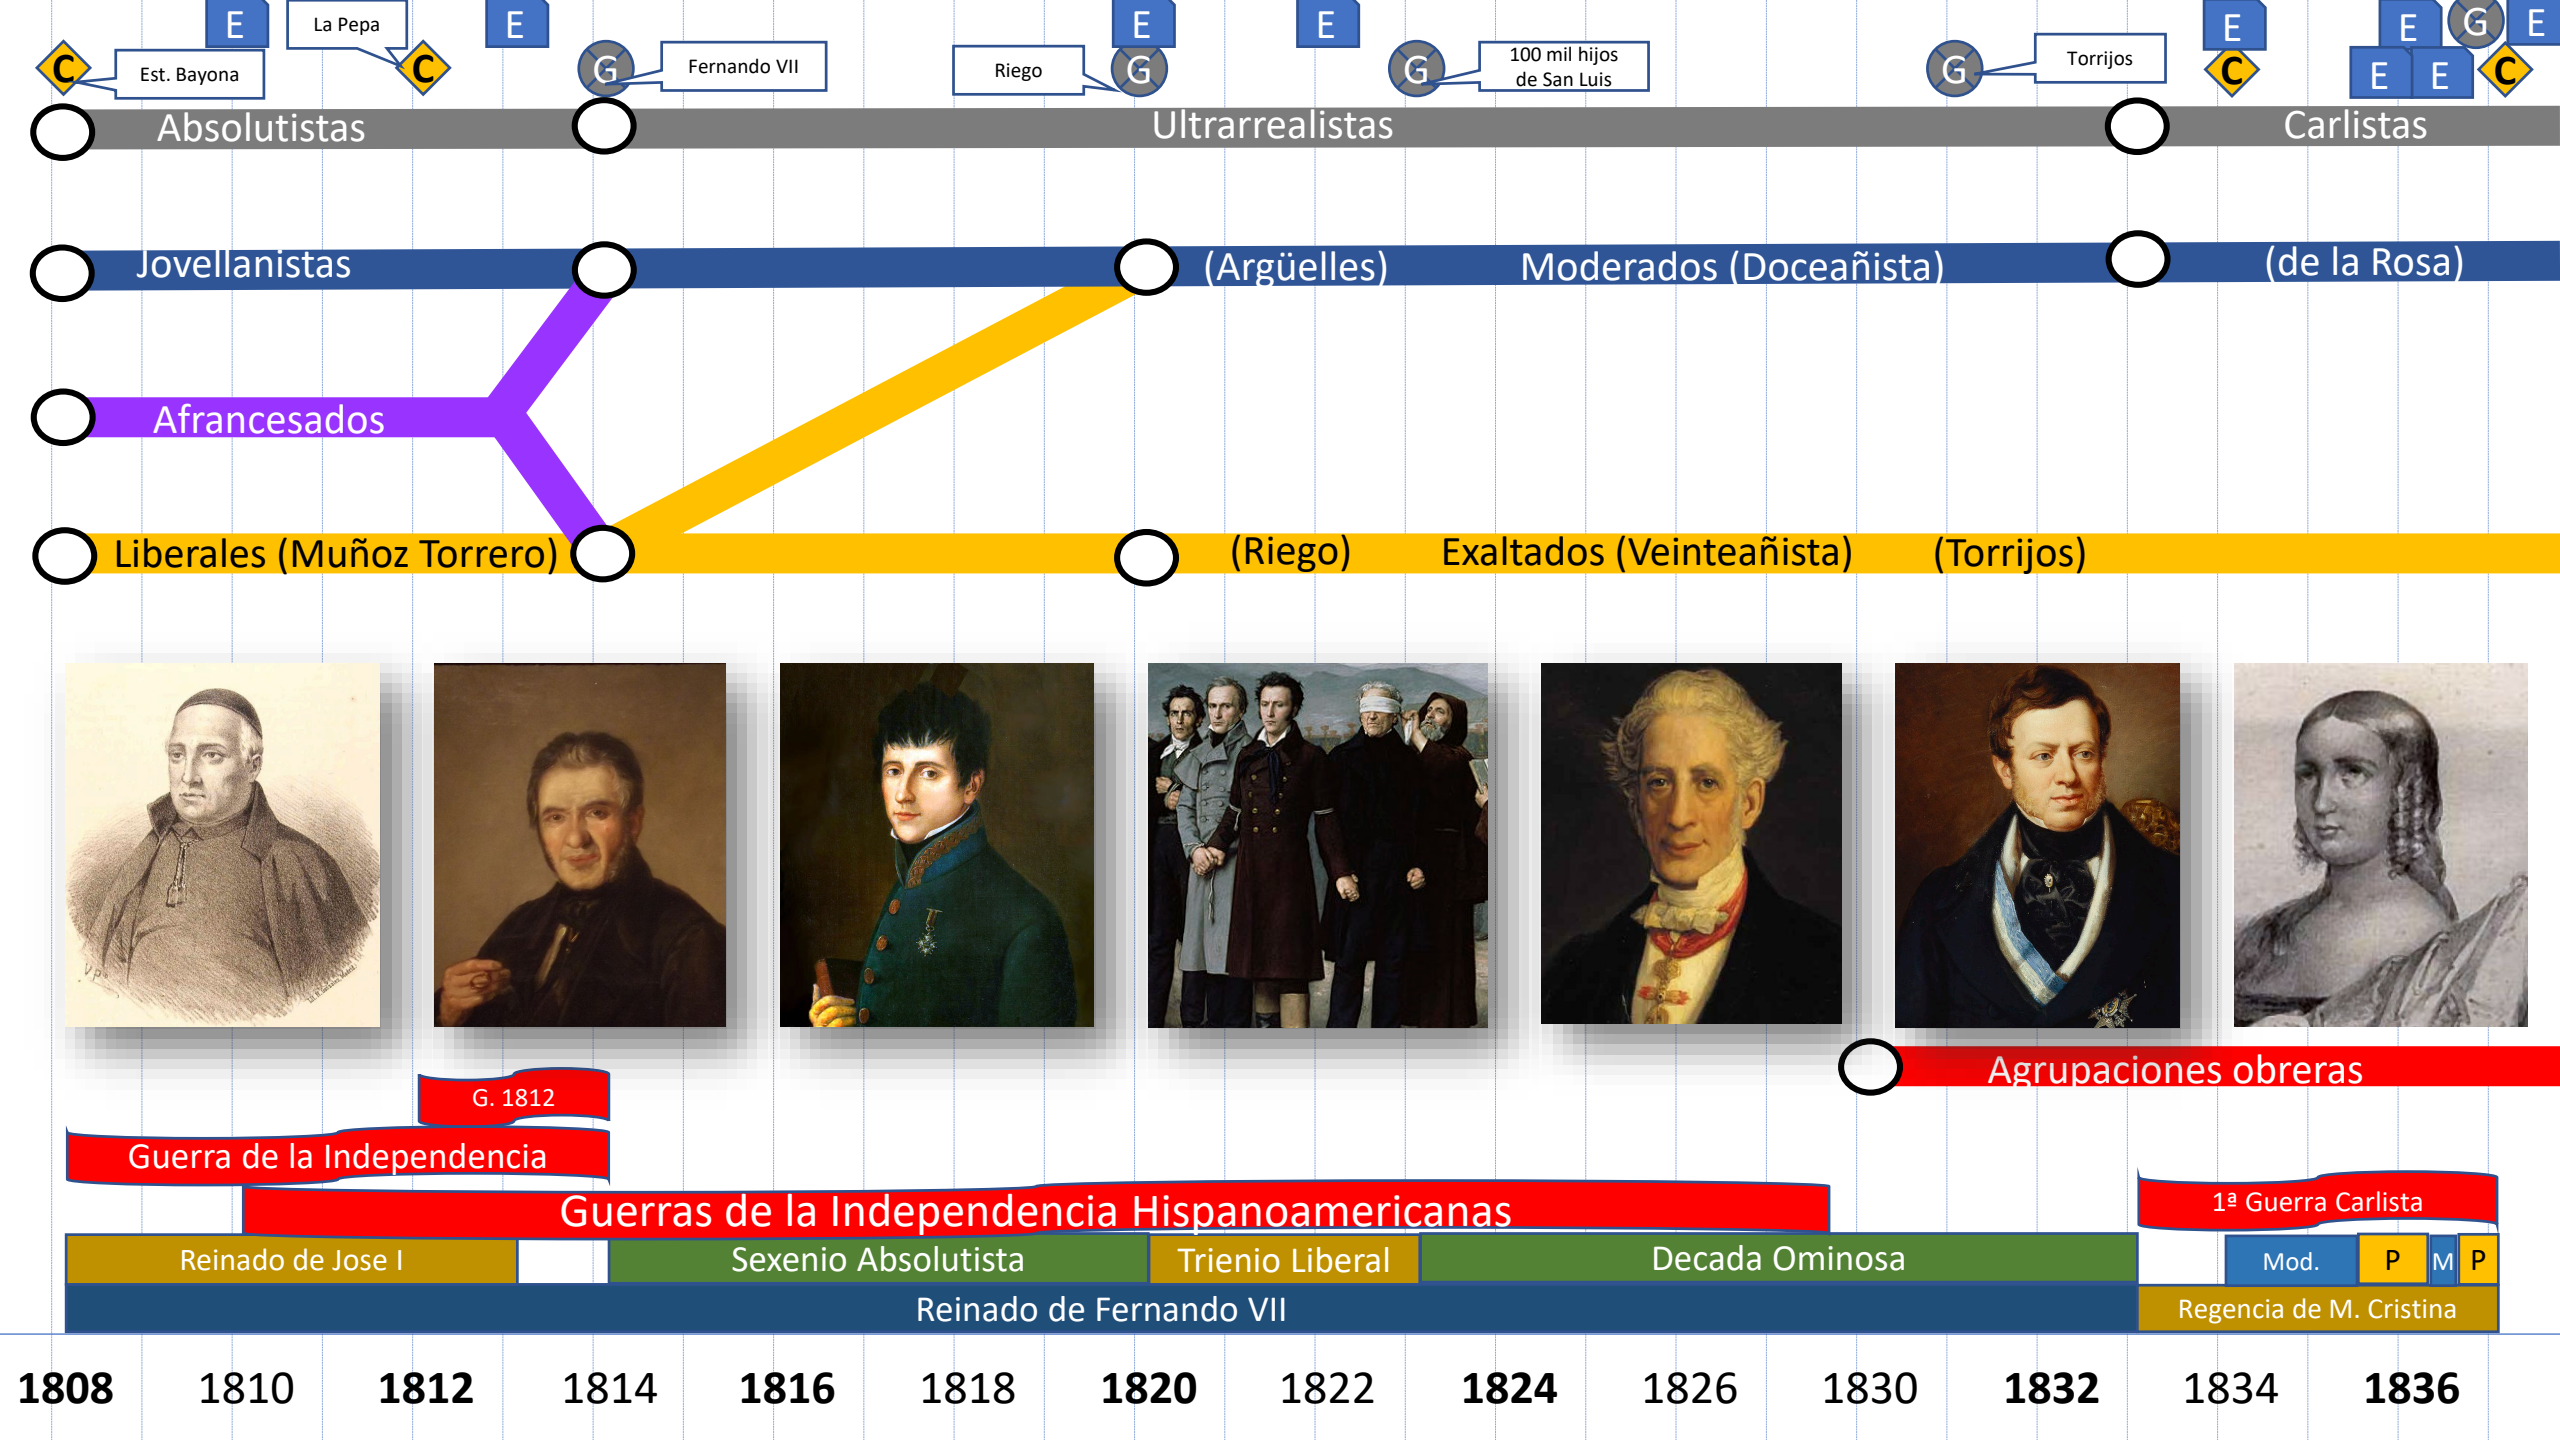 E
La Pepa
E
E
E
E
E
G
E
C
Est. Bayona
C
G
Fernando VII
Riego
G
G
100 mil hijos
de San Luis
G
Torrijos
C
E
E
C
Absolutistas
Ultrarrealistas
Carlistas
Jovellanistas
(Argüelles)
Moderados (Doceañista)
(de la Rosa)
Afrancesados
Liberales (Muñoz Torrero)
(Riego)
Exaltados (Veinteañista)
(Torrijos)
Agrupaciones obreras
G. 1812
Guerra de la Independencia
Guerras de la Independencia Hispanoamericanas
1ª Guerra Carlista
Reinado de Jose I
Sexenio Absolutista
Trienio Liberal
Decada Ominosa
Mod.
P
M
P
Reinado de Fernando VII
Regencia de M. Cristina
1808
1810
1812
1814
1816
1818
1820
1822
1824
1826
1830
1832
1834
1836